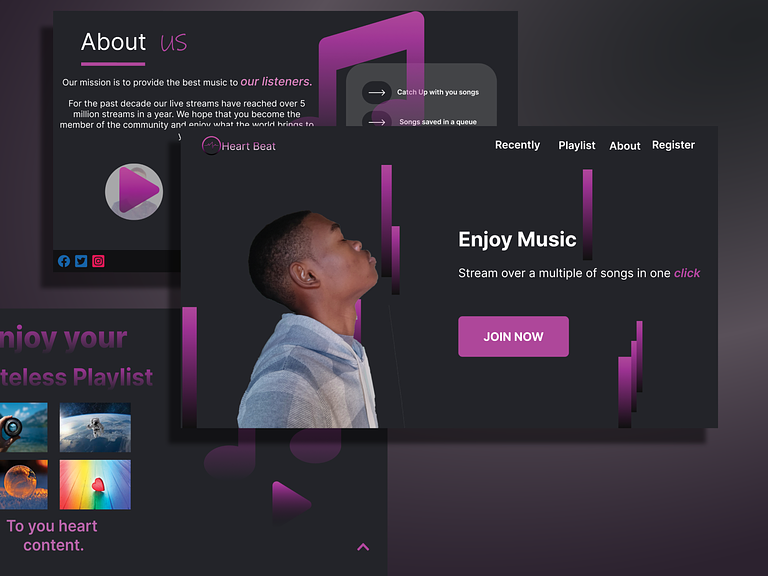 About us
Our mission is to provide the best music to our listeners.
For the past decade our live streams have reached over 5
million streams in a year. We hope that you become the
member of the community and enjoy what the world brings to
Catch Up with you songs
Songs saved in a queue
Heart Beat
Recently Playlist About Register
Enjoy Music
Stream over a multiple of songs in one click
JOIN NOW
njoy your
teless Playlist
To you heart
content.